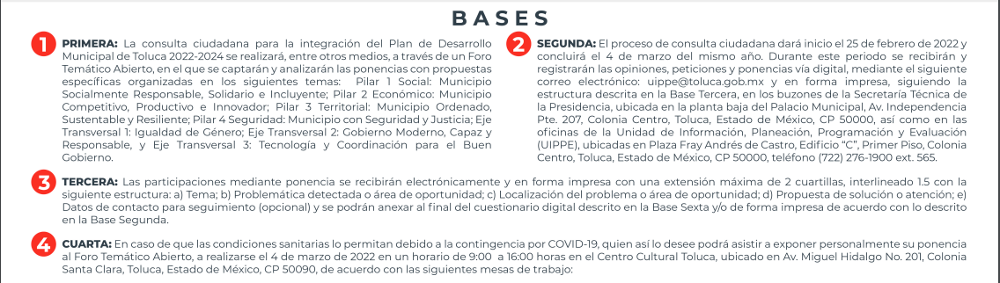 BASES
1 PRIMERA: La consulta ciudadana para la integración del Plan de Desarrollo
Municipal de Toluca 2022-2024 se realizará, entre otros medios, a través de un Foro
Temático Abierto, en el que se captarán y analizarán las ponencias con propuestas
específicas organizadas en los siguientes temas: Pilar 1 Social: Municipio
Socialmente Responsable, Solidario e Incluyente; Pilar 2 Económico: Municipio
Competitivo, Productivo e Innovador; Pilar 3 Territorial: Municipio Ordenado,
Sustentable y Resiliente; Pilar 4 Seguridad: Municipio con Seguridad y Justicia; Eje
Transversal 1: Igualdad de Género; Eje Transversal 2: Gobierno Moderno, Capaz y
Responsable, y Eje Transversal 3: Tecnología y Coordinación para el Buen
Gobierno.
2 SEGUNDA: El proceso de consulta ciudadana dará inicio el 25 de febrero de 2022 y
concluirá el 4 de marzo del mismo año. Durante este periodo se recibirán y
registrarán las opiniones, peticiones y ponencias vía digital, mediante el siguiente
correo electrónico: uippe@toluca.gob.mx y en forma impresa, siguiendo la
estructura descrita en la Base Tercera, en los buzones de la Secretaría Técnica de
la Presidencia, ubicada en la planta baja del Palacio Municipal, Av. Independencia
Pte. 207, Colonia Centro, Toluca, Estado de México, CP 50000, así como en las
oficinas de la Unidad de Información, Planeación, Programación y Evaluación
(UIPPE), ubicadas en Plaza Fray Andrés de Castro, Edificio “C”, Primer Piso, Colonia
Centro, Toluca, Estado de México, CP 50000, teléfono (722) 276-1900 ext. 565.
3 TERCERA: Las participaciones mediante ponencia se recibirán electrónicamente y en forma impresa con una extensión máxima de 2 cuartillas, interlineado 1.5 con la
siguiente estructura: a) Tema; b) Problemática detectada o área de oportunidad; c) Localización del problema o área de oportunidad; d) Propuesta de solución o atención; e)
Datos de contacto para seguimiento (opcional) y se podrán anexar al final del cuestionario digital descrito en la Base Sexta y/o de forma impresa de acuerdo con lo descrito
en la Base Segunda.
4 CUARTA: En caso de que las condiciones sanitarias lo permitan debido a la contingencia por COVID-19, quien así lo desee podrá asistir a exponer personalmente su ponencia
al Foro Temático Abierto, a realizarse el 4 de marzo de 2022 en un horario de 9:00 a 16:00 horas en el Centro Cultural Toluca, ubicado en Av. Miguel Hidalgo No. 201, Colonia
Santa Clara, Toluca, Estado de México, CP 50090, de acuerdo con las siguientes mesas de trabajo: